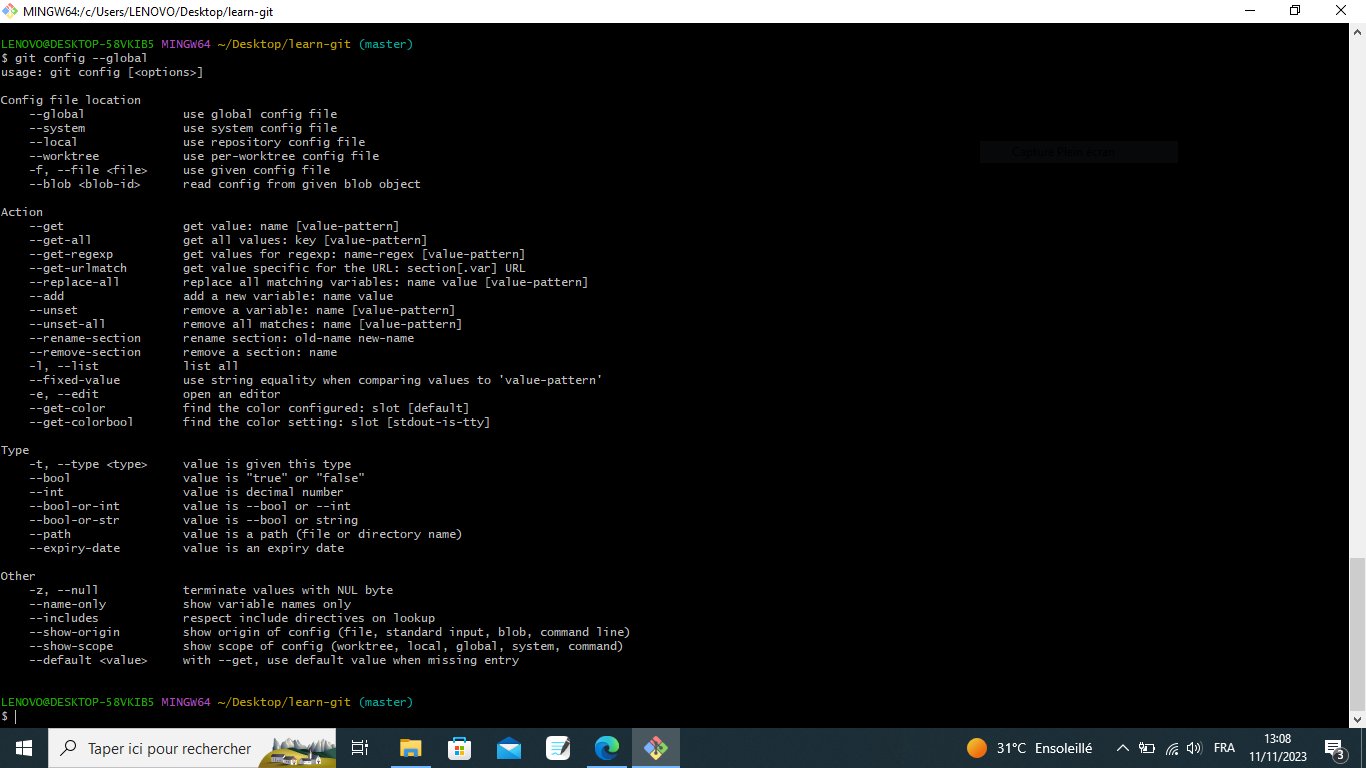 MINGW64:/c/Users/LENOVO/Desktop/learn-git
LENOVO@DESKTOP-58VKIB5 MINGW64 ~/Desktop/learn-git (master)
$ git config --global
usage: git config [<options>]
Config file location
--global use global config file
--system use system config file
--local use repository config file
--worktree use per-worktree config file
-f, --file <file> use given config file
--blob <blob-id> read config from given blob object
Action
--get get value: name [value-pattern]
--get-all get all values: key [value-pattern]
--get-regexp get values for regexp: name-regex [value-pattern]
--get-urlmatch get value specific for the URL: section[.var] URL
--replace-all replace all matching variables: name value [value-pattern]
--add add a new variable: name value
--unset remove a variable: name [value-pattern]
--unset-all remove all matches: name [value-pattern]
--rename-section rename section: old-name new-name
--remove-section remove a section: name
-l, --list list all
--fixed-value use string equality when comparing values to 'value-pattern'
-e, --edit open an editor
--get-color find the color configured: slot [default]
--get-colorbool find the color setting: slot [stdout-is-tty]
Type
-t, --type <type> value is given this type
--bool value is "true" or "false"
--int value is decimal number
--bool-or-int value is --bool or --int
--bool-or-str value is --bool or string
--path value is a path (file or directory name)
--expiry-date value is an expiry date
Other
-z, --null terminate values with NUL byte
--name-only show variable names only
--includes respect include directives on lookup
--show-origin show origin of config (file, standard input, blob, command line)
--show-scope show scope of config (worktree, local, global, system, command)
--default <value> with --get, use default value when missing entry
LENOVO@DESKTOP-58VKIB5 MINGW64 ~/Desktop/learn-git (master)
$
Taper ici pour rechercher
31°C Ensoleillé
FRA
13:08
11/11/2023
3